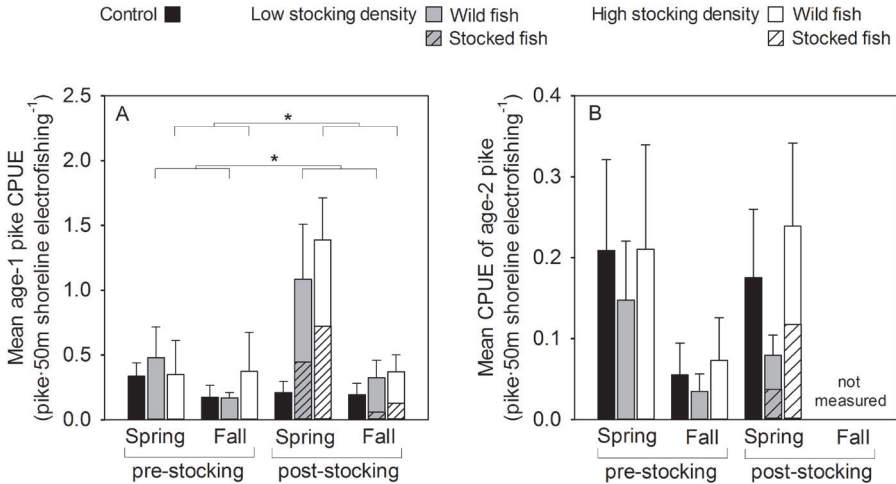 Control
Low stocking density
Wild fish
Stocked fish
High stocking density
Wild fish
Stocked fish
A
Mean age-1 pike CPUE
(pike·50m shoreline electrofishing⁻¹)
2.5
2.0
1.5
1.0
0.5
0.0
*
*
Spring
Fall
Spring
Fall
pre-stocking
post-stocking
B
Mean CPUE of age-2 pike
(pike·50m shoreline electrofishing⁻¹)
0.4
0.3
0.2
0.1
0.0
not
measured
Spring
Fall
Spring
Fall
pre-stocking
post-stocking